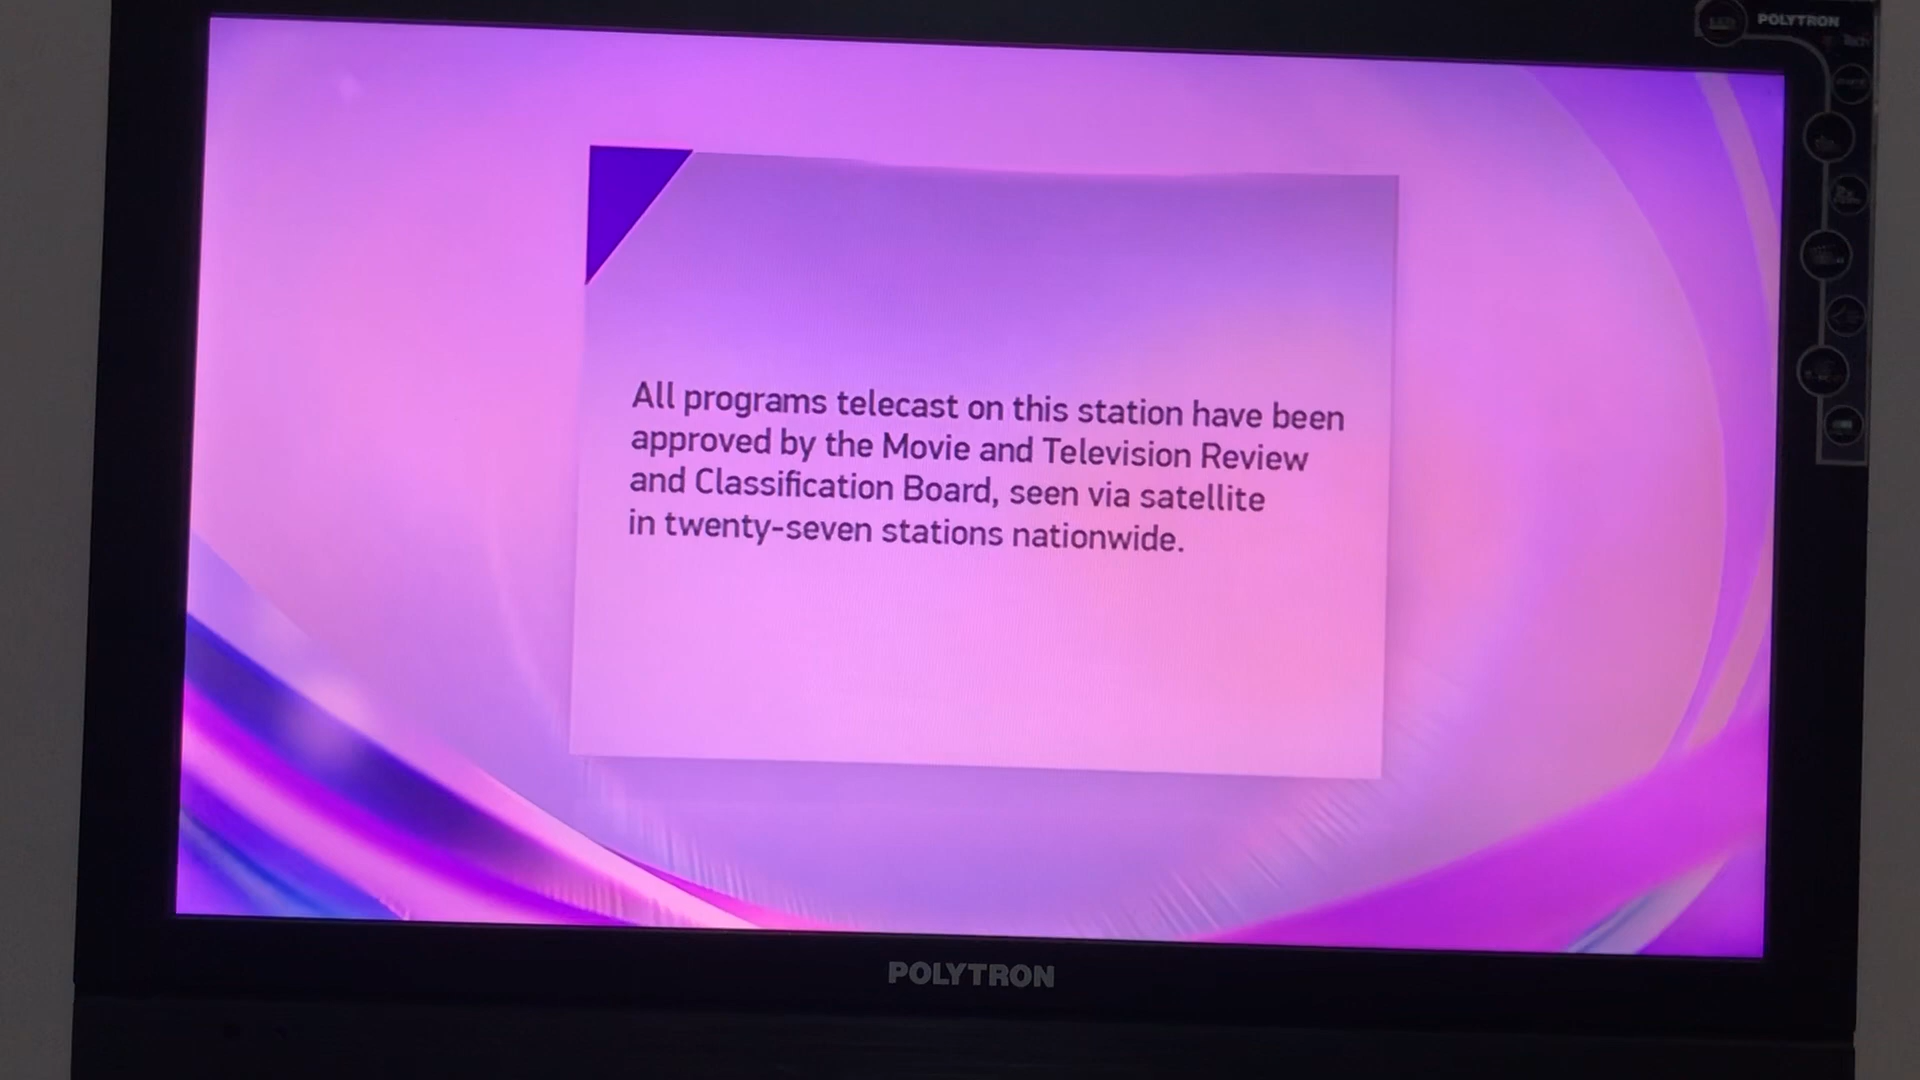 POLYTRON
All programs telecast on this station have been
approved by the Movie and Television Review
and Classification Board, seen via satellite
in twenty-seven stations nationwide.
POLYTRON